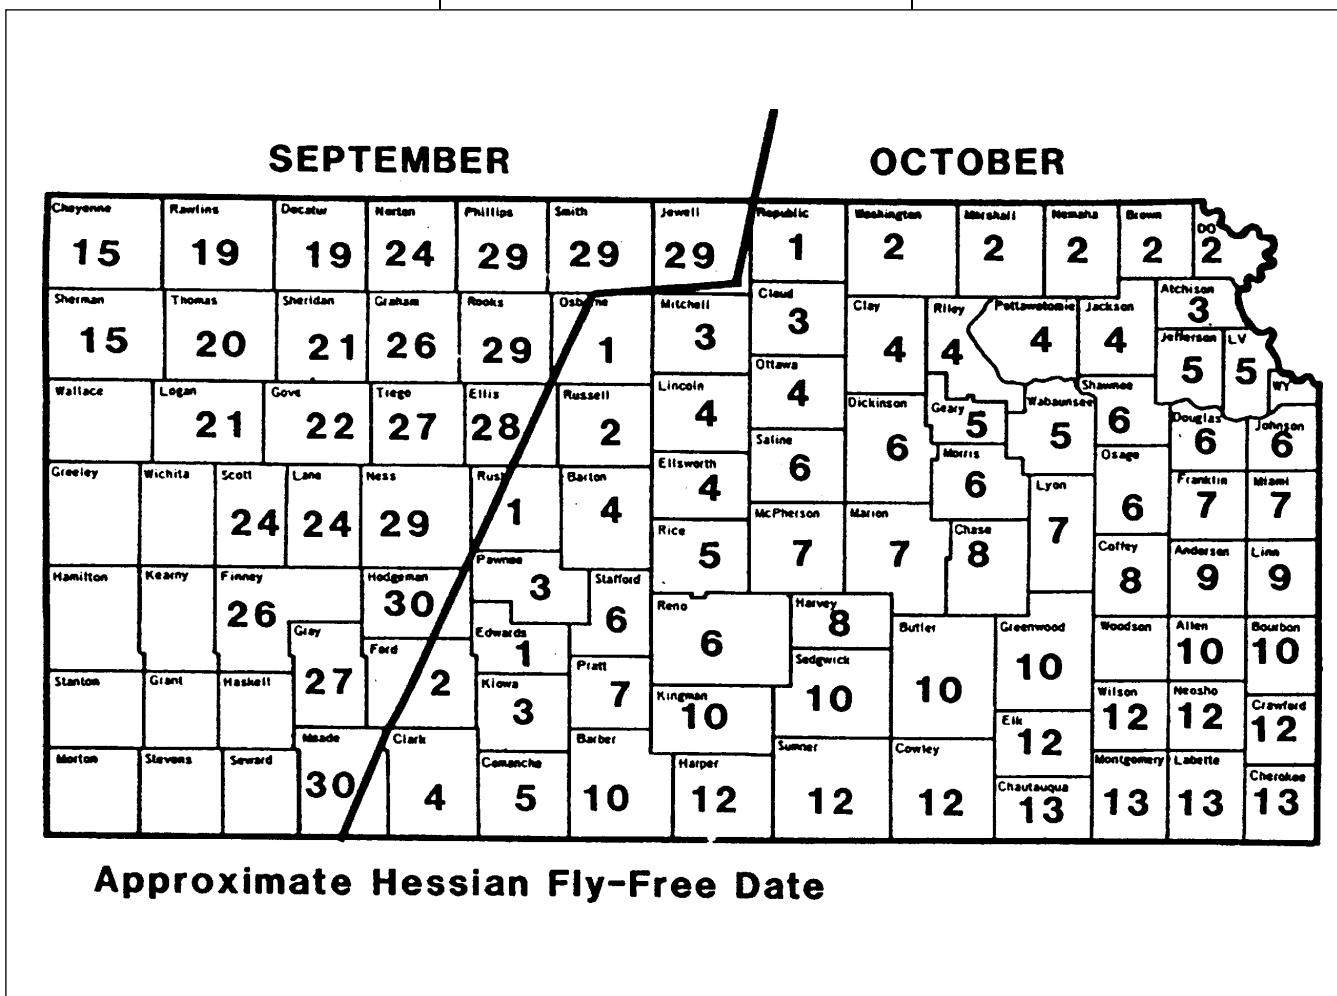 SEPTEMBER OCTOBER
Cheyenne Rawlins Decatur Norton Phillips Smith Jewell Republic Washington Marshall Nemaha Brown DO
15 19 19 24 29 29 29 1 2 2 2 2 2
Sherman Thomas Sheridan Graham Rooks Osborne Mitchell Cloud Clay Riley Pottawatomie Jackson Atchison
15 20 21 26 29 1 3 3 4 4 4 4 3
Jefferson LV WY
5 5
Wallace Logan Gove Trego Ellis Russell Lincoln Ottawa Dickinson Geary Wabaunsee Shawnee Douglas Johnson
21 22 27 28 2 4 4 6 5 5 6 6 6
Greeley Wichita Scott Lane Ness Rush Barton Ellsworth Saline Morris Lyon Osage Franklin Miami
24 24 29 1 4 4 6 6 7 6 7 7
Rice McPherson Marion Chase Coffey Anderson Linn
5 7 7 8 8 9 9
Hamilton Kearny Finney Hodgeman Pawnee Stafford
26 30 3 6
Gray Ford Edwards Reno Harvey Butler Greenwood Woodson Allen Bourbon
27 2 1 6 8 10 10 10 10
Stanton Grant Haskell Kiowa Pratt Kingman Sedgwick Elk Wilson Neosho Crawford
3 7 10 10 12 12 12 12
Morton Stevens Seward Meade Clark Comanche Barber Harper Sumner Cowley Chautauqua Montgomery Labette Cherokee
30 4 5 10 12 12 12 13 13 13 13
Approximate Hessian Fly-Free Date